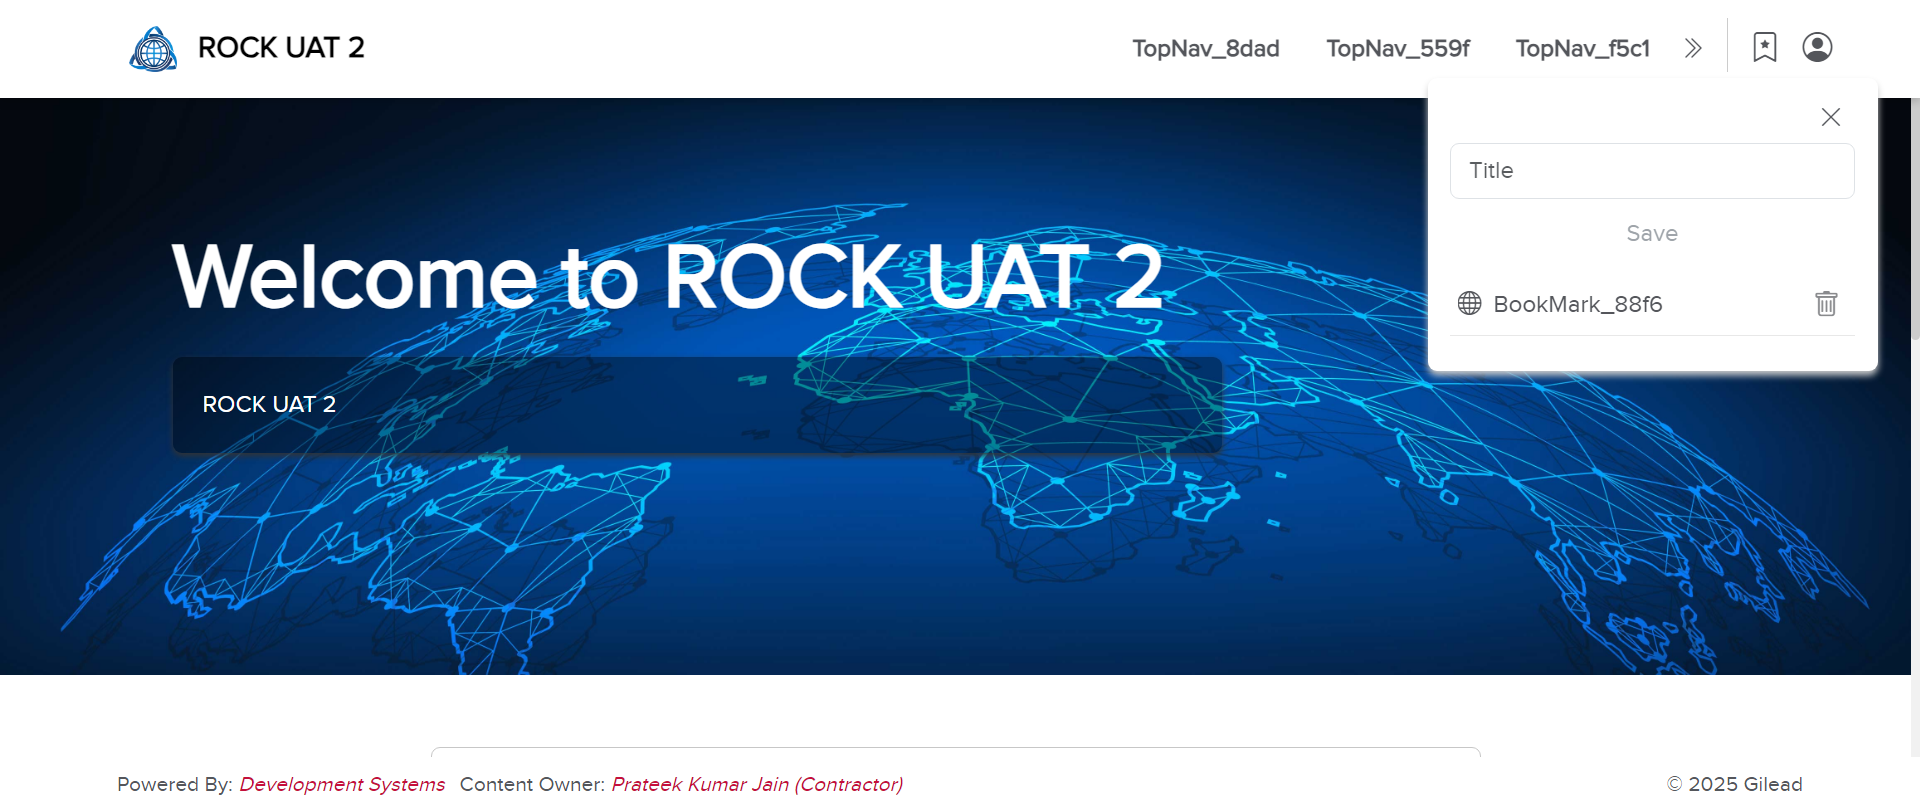 ROCK UAT 2
TopNav_8dad
TopNav_559f
TopNav_f5c1
Title
Save
BookMark_88f6
Welcome to ROCK UAT 2
ROCK UAT 2
Powered By: Development Systems Content Owner: Prateek Kumar Jain (Contractor)
© 2025 Gilead